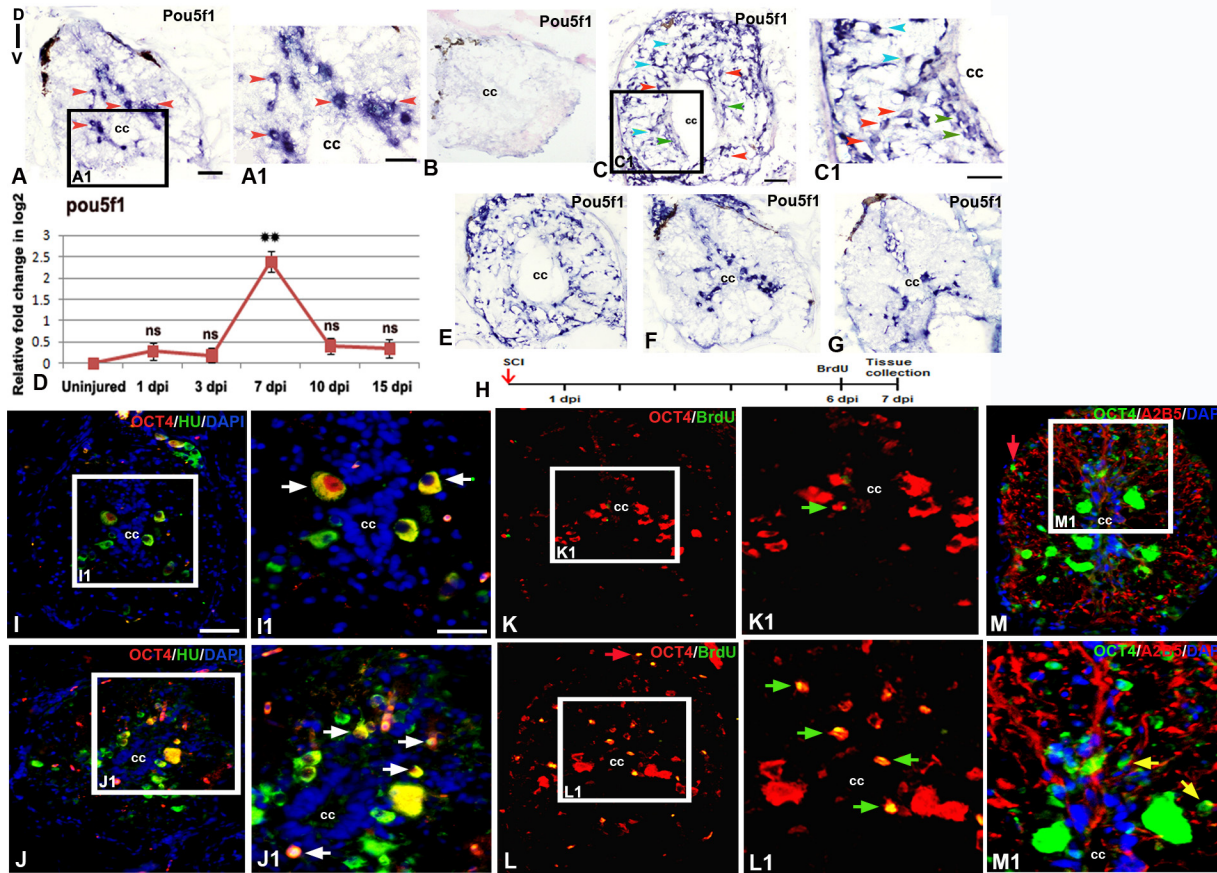 D
V
Pou5f1
cc
A1
A
Pou5f1
cc
A1
Pou5f1
cc
B
Pou5f1
cc
C1
C
cc
C1
pou5f1
Relative fold change in log2
3
2.5
2
1.5
1
0.5
0
ns
ns
**
ns
ns
Uninjured
1 dpi
3 dpi
7 dpi
10 dpi
15 dpi
D
Pou5f1
cc
E
Pou5f1
cc
F
Pou5f1
cc
G
H
SCI
BrdU
Tissue
collection
1 dpi
6 dpi
7 dpi
OCT4/HU/DAPI
cc
I1
I
cc
I1
OCT4/BrdU
cc
K1
K
cc
K1
OCT4/A2B5/DAPI
M1
cc
M
OCT4/HU/DAPI
cc
J1
J
cc
J1
OCT4/BrdU
cc
L1
L
cc
L1
OCT4/A2B5/DAPI
cc
M1